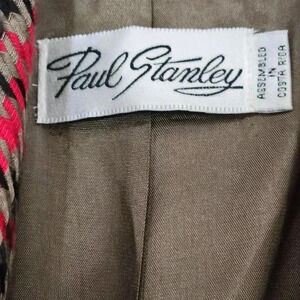 Paul Stanley
ASSEMBLED
IN
COSTA RICA